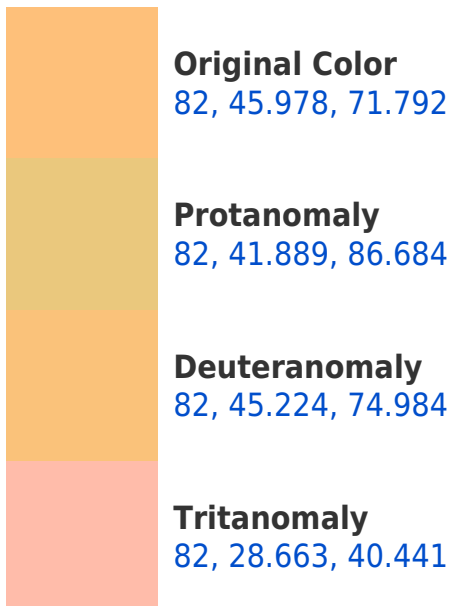 Original Color
82, 45.978, 71.792
Protanomaly
82, 41.889, 86.684
Deuteranomaly
82, 45.224, 74.984
Tritanomaly
82, 28.663, 40.441